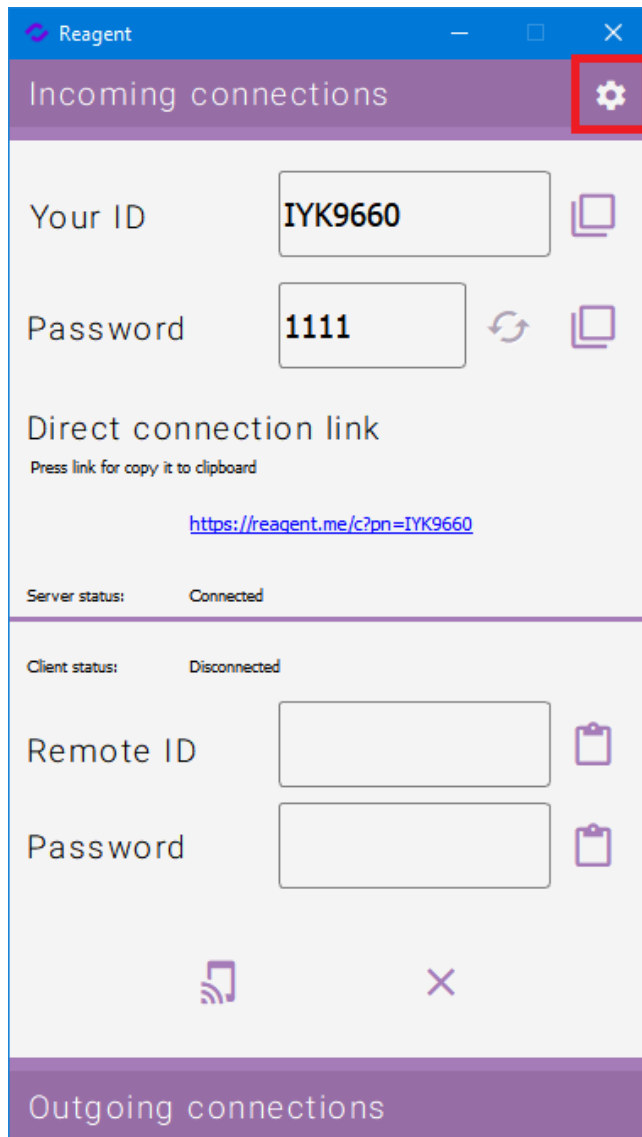 Reagent
Incoming connections
Your ID IYK9660
Password 1111
Direct connection link
Press link for copy it to clipboard
https://reagent.me/c?pn=IYK9660
Server status: Connected
Client status: Disconnected
Remote ID
Password
Outgoing connections